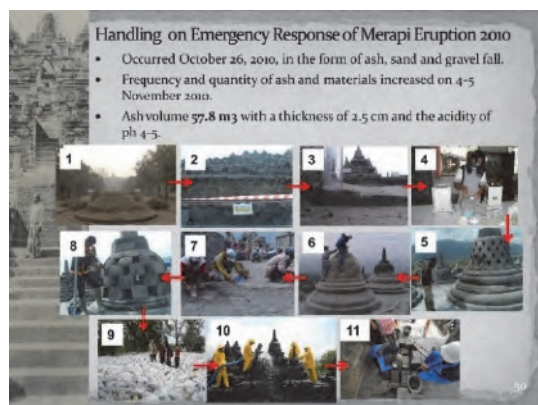 Handling on Emergency Response of Merapi Eruption 2010
• Occurred October 26, 2010, in the form of ash, sand and gravel fall.
• Frequency and quantity of ash and materials increased on 4-5
November 2010.
• Ash volume 57.8 m3 with a thickness of 2.5 cm and the acidity of
ph 4-5.
1
2
3
4
8
7
6
5
9
10
11
30